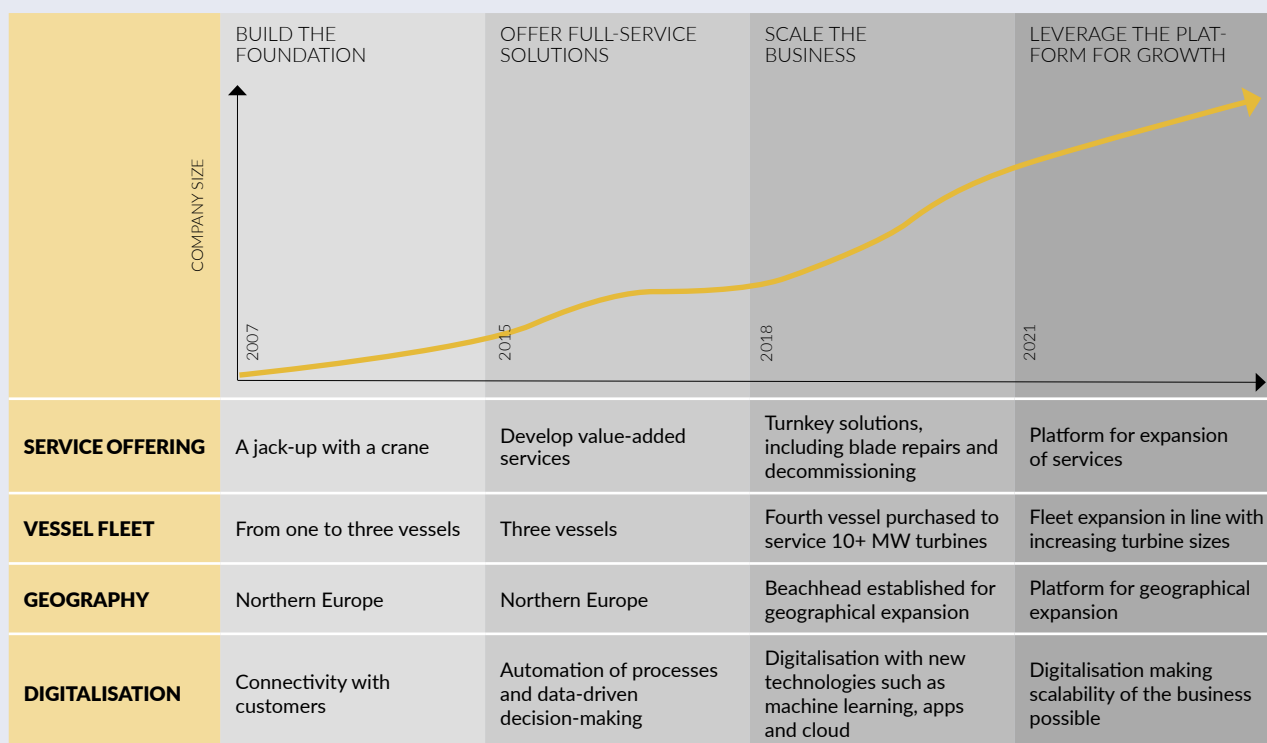 BUILD THE
FOUNDATION
OFFER FULL-SERVICE
SOLUTIONS
SCALE THE
BUSINESS
LEVERAGE THE PLAT-
FORM FOR GROWTH
COMPANY SIZE
2007
2015
2018
2021
SERVICE OFFERING
A jack-up with a crane
Develop value-added
services
Turnkey solutions,
including blade repairs and
decommissioning
Platform for expansion
of services
VESSEL FLEET
From one to three vessels
Three vessels
Fourth vessel purchased to
service 10+ MW turbines
Fleet expansion in line with
increasing turbine sizes
GEOGRAPHY
Northern Europe
Northern Europe
Beachhead established for
geographical expansion
Platform for geographical
expansion
DIGITALISATION
Connectivity with
customers
Automation of processes
and data-driven
decision-making
Digitalisation with new
technologies such as
machine learning, apps
and cloud
Digitalisation making
scalability of the business
possible